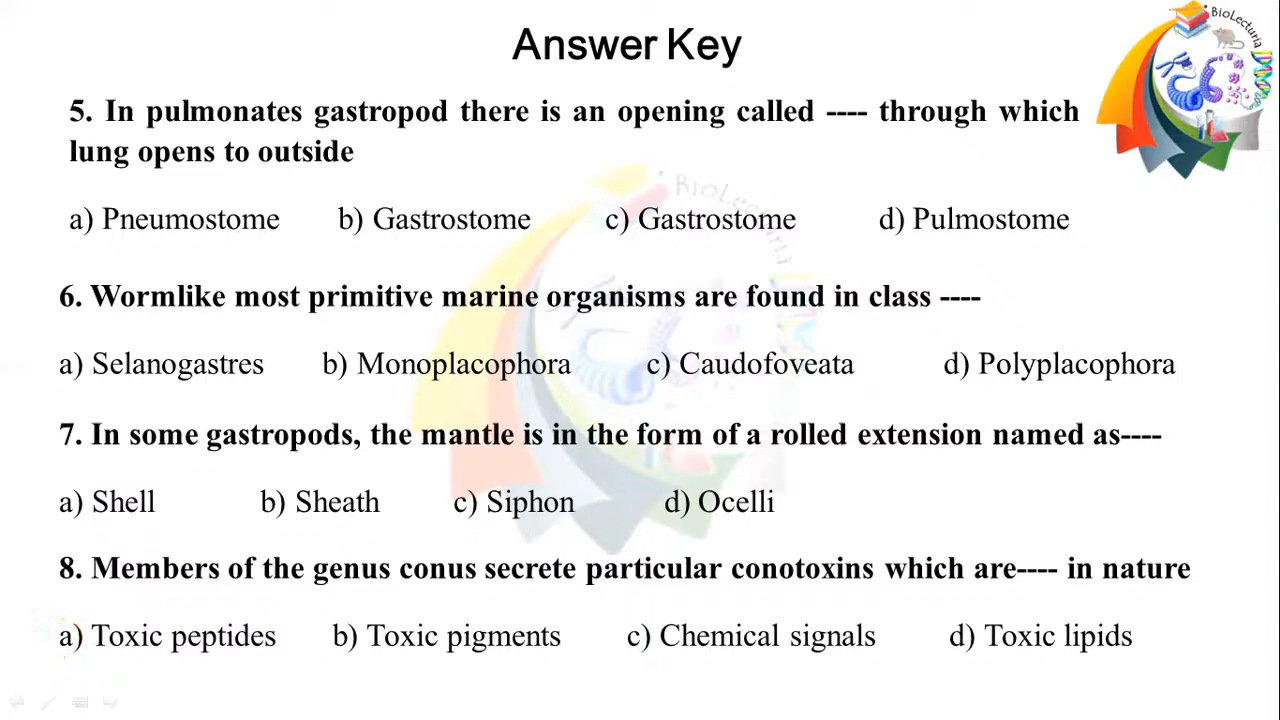 Answer Key
BioLecturia
5. In pulmonates gastropod there is an opening called ---- through which
lung opens to outside
a) Pneumostome b) Gastrostome c) Gastrostome d) Pulmostome
6. Wormlike most primitive marine organisms are found in class ----
a) Selanogastres b) Monoplacophora c) Caudofoveata d) Polyplacophora
7. In some gastropods, the mantle is in the form of a rolled extension named as----
a) Shell b) Sheath c) Siphon d) Ocelli
8. Members of the genus conus secrete particular conotoxins which are---- in nature
a) Toxic peptides b) Toxic pigments c) Chemical signals d) Toxic lipids